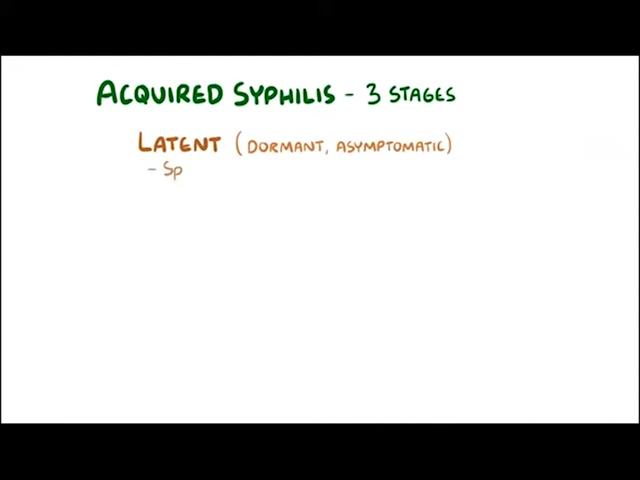 ACQUIRED SYPHILIS - 3 STAGES
LATENT (DORMANT, ASYMPTOMATIC)
- Sp